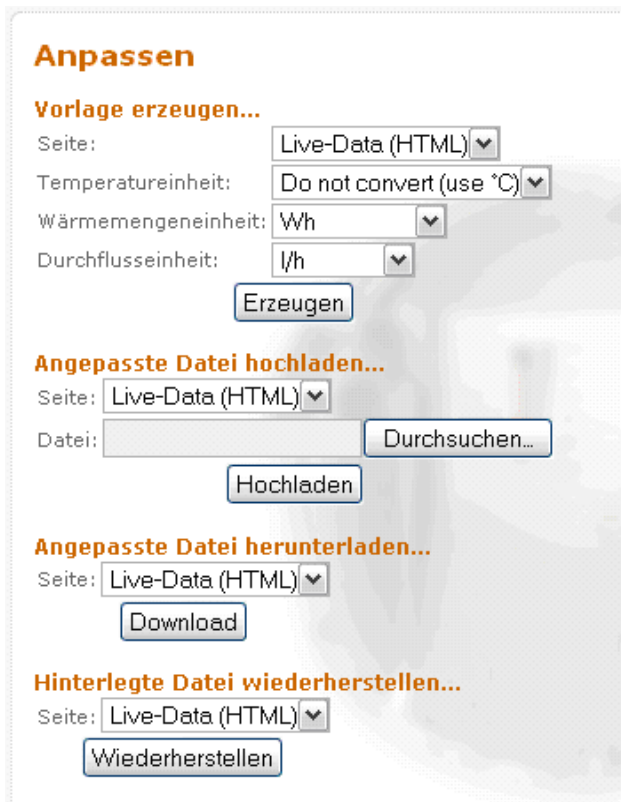 Anpassen
Vorlage erzeugen...
Seite: Live-Data (HTML)
Temperatureinheit: Do not convert (use °C)
Wärmemengeneinheit: Wh
Durchflusseinheit: l/h
Erzeugen
Angepasste Datei hochladen...
Seite: Live-Data (HTML)
Datei: Durchsuchen...
Hochladen
Angepasste Datei herunterladen...
Seite: Live-Data (HTML)
Download
Hinterlegte Datei wiederherstellen...
Seite: Live-Data (HTML)
Wiederherstellen